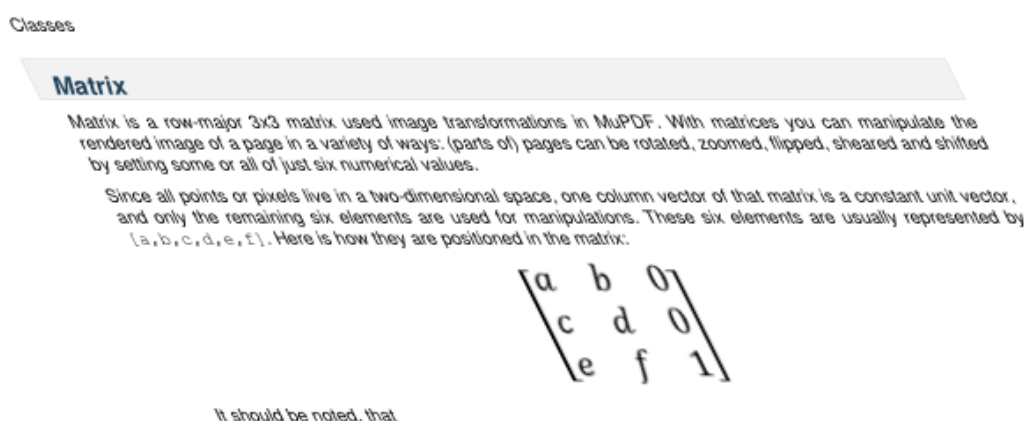 Classes
Matrix
Matrix is a row-major 3x3 matrix used image transformations in MuPDF. With matrices you can manipulate the
rendered image of a page in a variety of ways: (parts of) pages can be rotated, zoomed, flipped, sheared and shifted
by setting some or all of just six numerical values.
Since all points or pixels live in a two-dimensional space, one column vector of that matrix is a constant unit vector,
and only the remaining six elements are used for manipulations. These six elements are usually represented by
[a,b,c,d,e,f]. Here is how they are positioned in the matrix:
a b 0
c d 0
e f 1
It should be noted, that